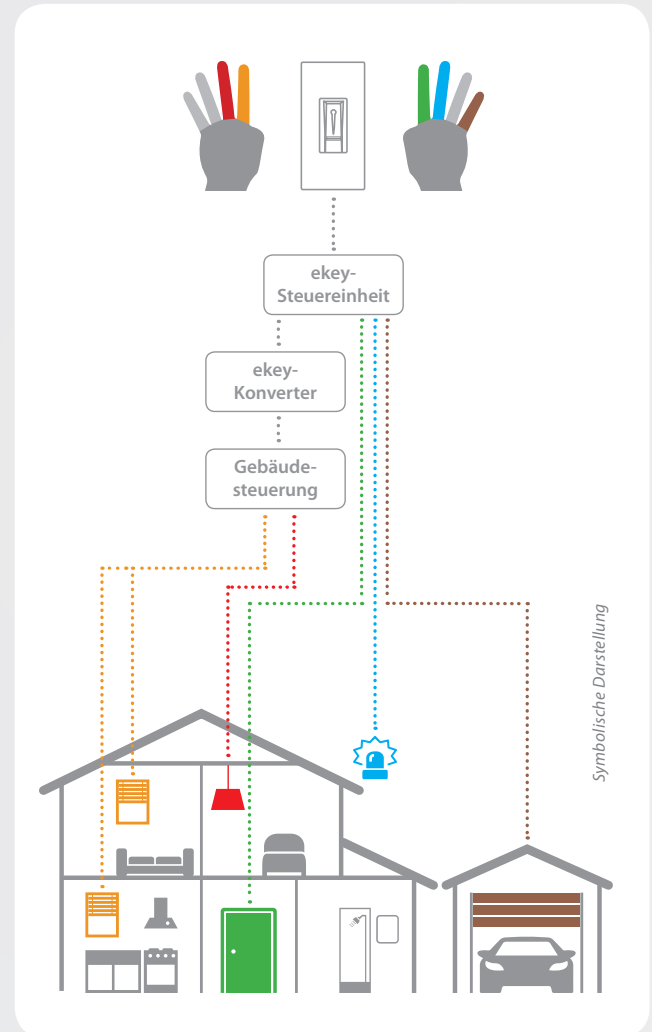 ekey-
Steuereinheit
ekey-
Konverter
Gebäude-
steuerung
Symbolische Darstellung